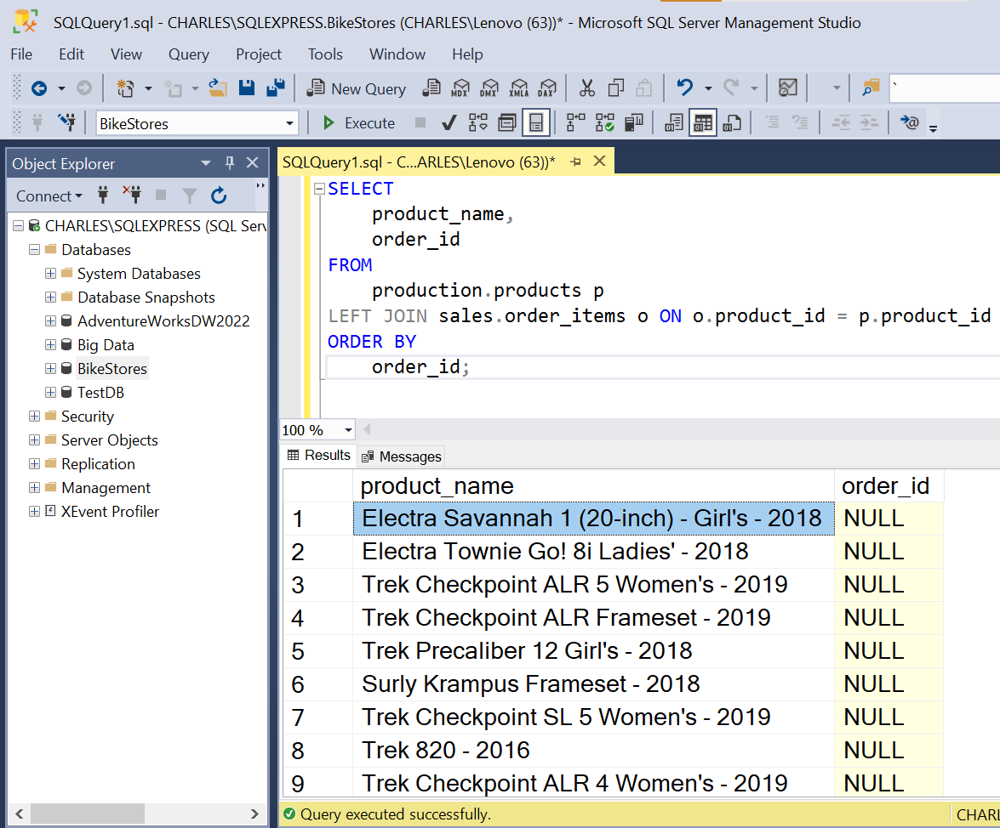 SQLQuery1.sql - CHARLES\SQLEXPRESS.BikeStores (CHARLES\Lenovo (63))* - Microsoft SQL Server Management Studio
File Edit View Query Project Tools Window Help
New Query MDX DMX XMLA DAX `
BikeStores Execute
Object Explorer
Connect
CHARLES\SQLEXPRESS (SQL Serv
Databases
System Databases
Database Snapshots
AdventureWorksDW2022
Big Data
BikeStores
TestDB
Security
Server Objects
Replication
Management
XEvent Profiler
SQLQuery1.sql - C...ARLES\Lenovo (63))*
SELECT
product_name,
order_id
FROM
production.products p
LEFT JOIN sales.order_items o ON o.product_id = p.product_id
ORDER BY
order_id;
100 %
Results Messages
product_name order_id
1 Electra Savannah 1 (20-inch) - Girl's - 2018 NULL
2 Electra Townie Go! 8i Ladies' - 2018 NULL
3 Trek Checkpoint ALR 5 Women's - 2019 NULL
4 Trek Checkpoint ALR Frameset - 2019 NULL
5 Trek Precaliber 12 Girl's - 2018 NULL
6 Surly Krampus Frameset - 2018 NULL
7 Trek Checkpoint SL 5 Women's - 2019 NULL
8 Trek 820 - 2016 NULL
9 Trek Checkpoint ALR 4 Women's - 2019 NULL
Query executed successfully. CHARL